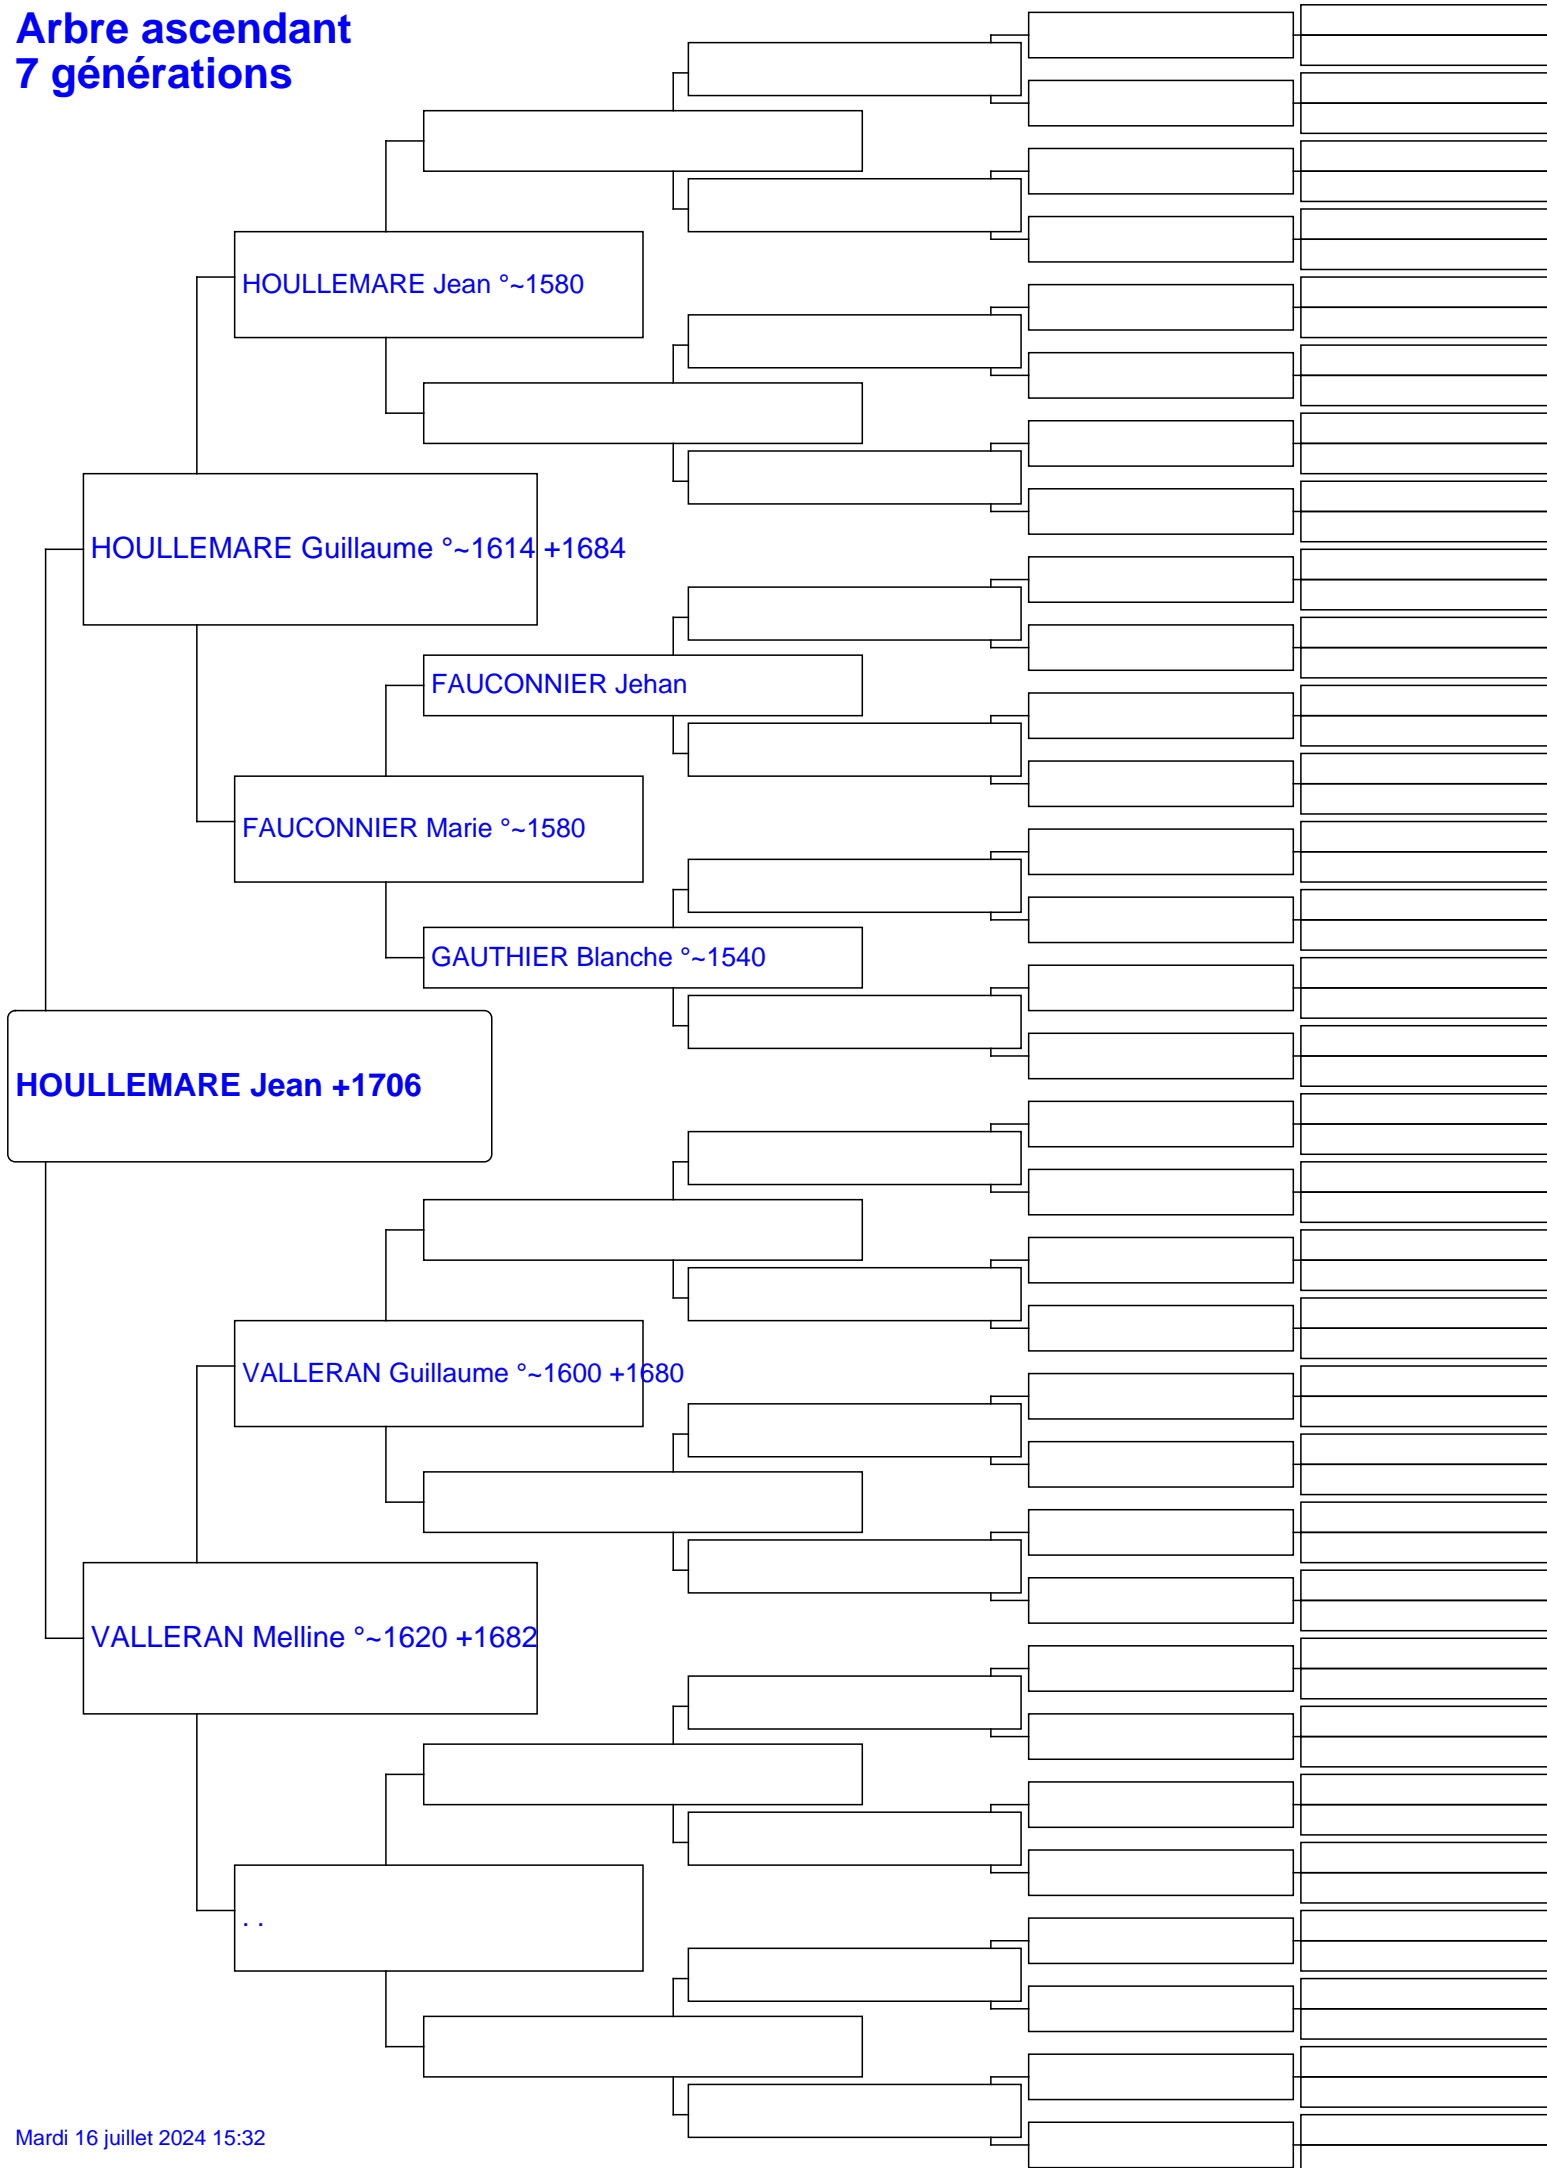 Arbre ascendant
7 générations
HOULLEMARE Jean °~1580
HOULLEMARE Guillaume °~1614 +1684
FAUCONNIER Jehan
FAUCONNIER Marie °~1580
GAUTHIER Blanche °~1540
HOULLEMARE Jean +1706
VALLERAN Guillaume °~1600 +1680
VALLERAN Melline °~1620 +1682
. .
Mardi 16 juillet 2024 15:32